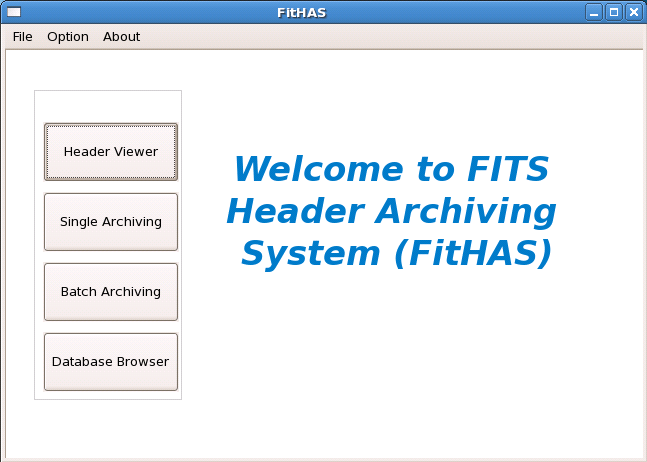 FitHAS
File Option About
Header Viewer
Single Archiving
Batch Archiving
Database Browser
Welcome to FITS
Header Archiving
System (FitHAS)